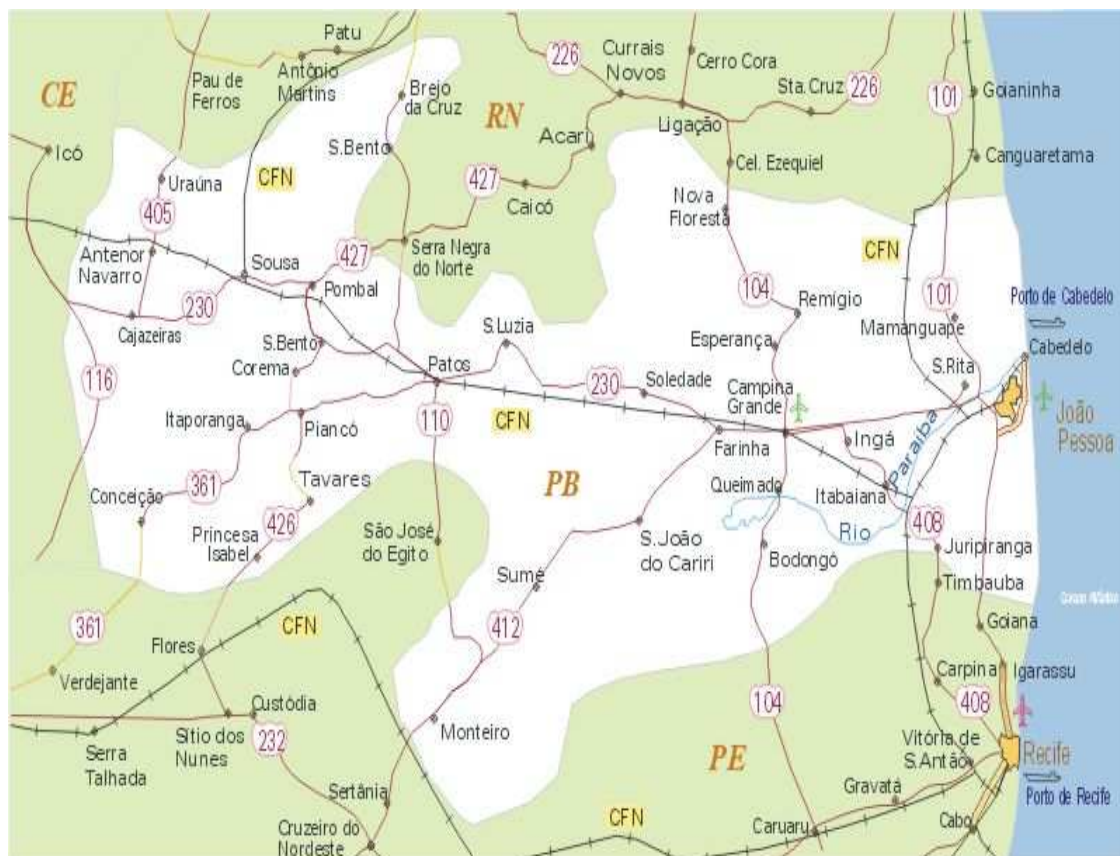 Patu
Pau de
Ferros
Antônio
Martins
CE
Icó
Brejo
da Cruz
RN
226
Currais
Novos
Cerro Cora
Sta. Cruz
226
101
Goianinha
Acari
Ligação
Canguaretama
S.Bento
CFN
Uraúna
427
Caicó
Cel. Ezequiel
Nova
Floresta
405
Antenor
Navarro
Sousa
427
Serra Negra
do Norte
CFN
Pombal
230
Cajazeiras
104
Remígio
101
Mamanguape
Porto de Cabedelo
Cabedelo
S.Luzia
Esperança
S.Bento
Corema
Patos
116
230
Soledade
Campina
Grande
S.Rita
João
Pessoa
Itaporanga
Piancó
110
CFN
Farinha
Ingá
Paraiba
Conceição
361
Tavares
426
PB
Queimado
Itabaiana
Rio
408
Princesa
Isabel
São José
do Egito
S. João
do Cariri
Bodongó
Juripiranga
Timbauba
Sumé
361
Flores
CFN
412
Goiana
Verdejante
Carpina
Igarassu
408
104
Custódia
232
Monteiro
Serra
Talhada
Sítio dos
Nunes
PE
Vitória de
S.Antão
Recife
Porto de Recife
Sertânia
Gravatá
Cruzeiro do
Nordeste
CFN
Caruaru
Cabo